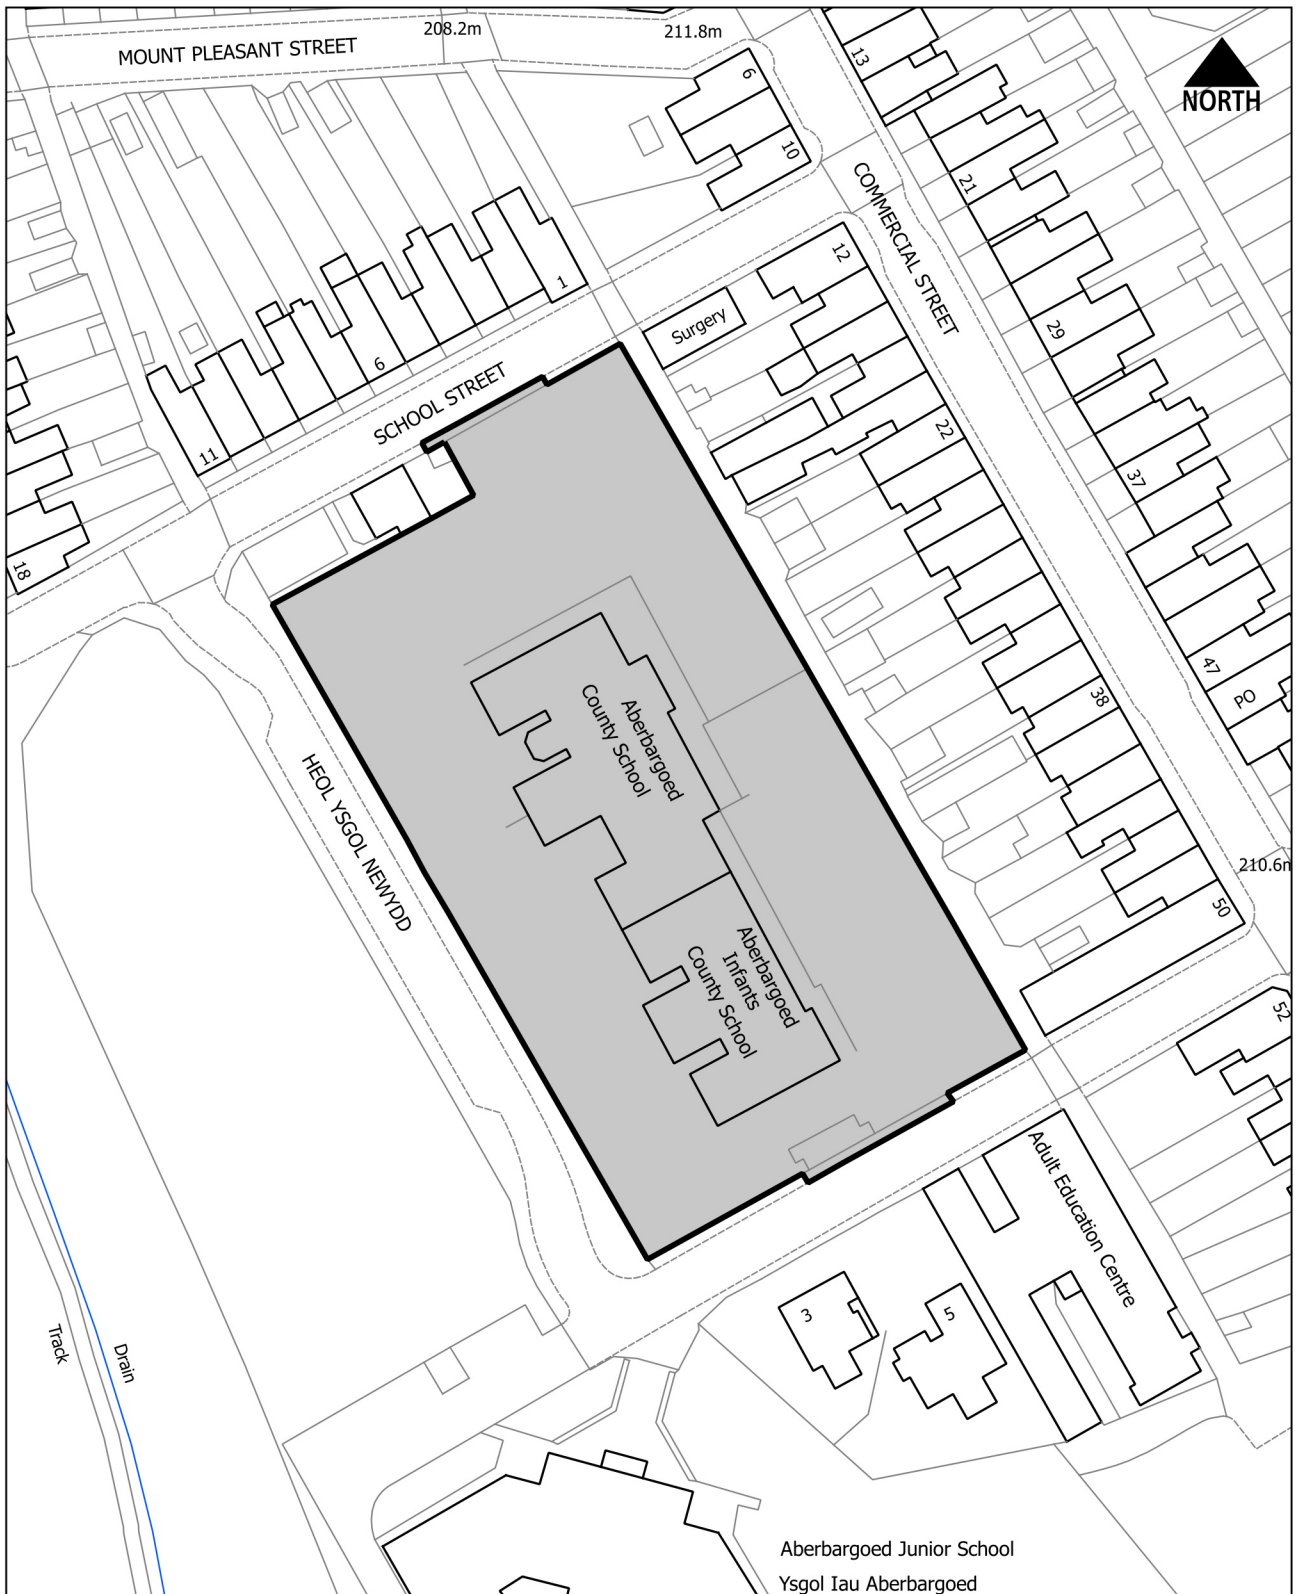 MOUNT PLEASANT STREET
208.2m
211.8m
NORTH
6
10
13
21
29
37
47
PO
COMMERCIAL STREET
12
22
38
50
52
210.6m
Surgery
1
6
11
SCHOOL STREET
18
HEOL YSGOL NEWYDD
Aberbargoed
County School
Aberbargoed
Infants
County School
Adult Education Centre
3
5
Track
Drain
Aberbargoed Junior School
Ysgol Iau Aberbargoed